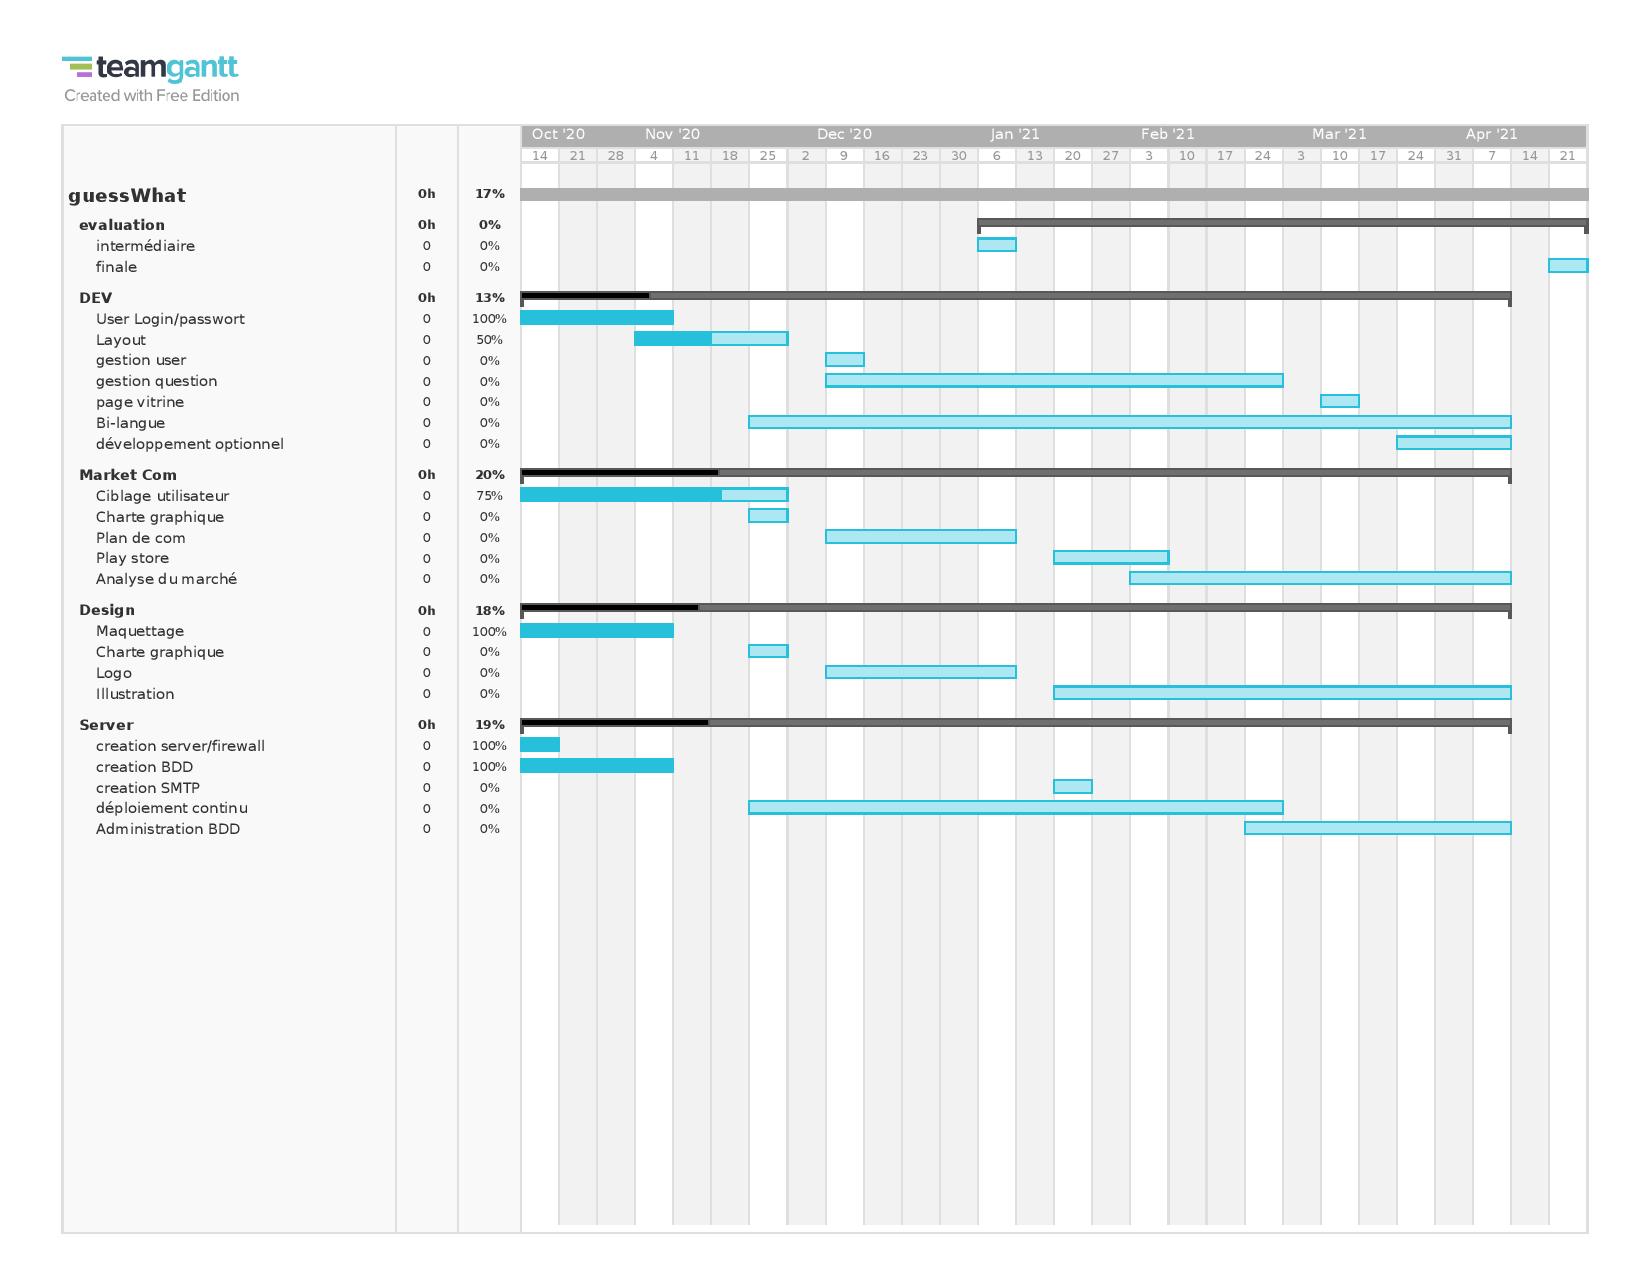 teamgantt
Created with Free Edition
Oct '20 Nov '20 Dec '20 Jan '21 Feb '21 Mar '21 Apr '21
14 21 28 4 11 18 25 2 9 16 23 30 6 13 20 27 3 10 17 24 3 10 17 24 31 7 14 21
guessWhat 0h 17%
evaluation 0h 0%
intermédiaire 0 0%
finale 0 0%
DEV 0h 13%
User Login/passwort 0 100%
Layout 0 50%
gestion user 0 0%
gestion question 0 0%
page vitrine 0 0%
Bi-langue 0 0%
développement optionnel 0 0%
Market Com 0h 20%
Ciblage utilisateur 0 75%
Charte graphique 0 0%
Plan de com 0 0%
Play store 0 0%
Analyse du marché 0 0%
Design 0h 18%
Maquettage 0 100%
Charte graphique 0 0%
Logo 0 0%
Illustration 0 0%
Server 0h 19%
creation server/firewall 0 100%
creation BDD 0 100%
creation SMTP 0 0%
déploiement continu 0 0%
Administration BDD 0 0%